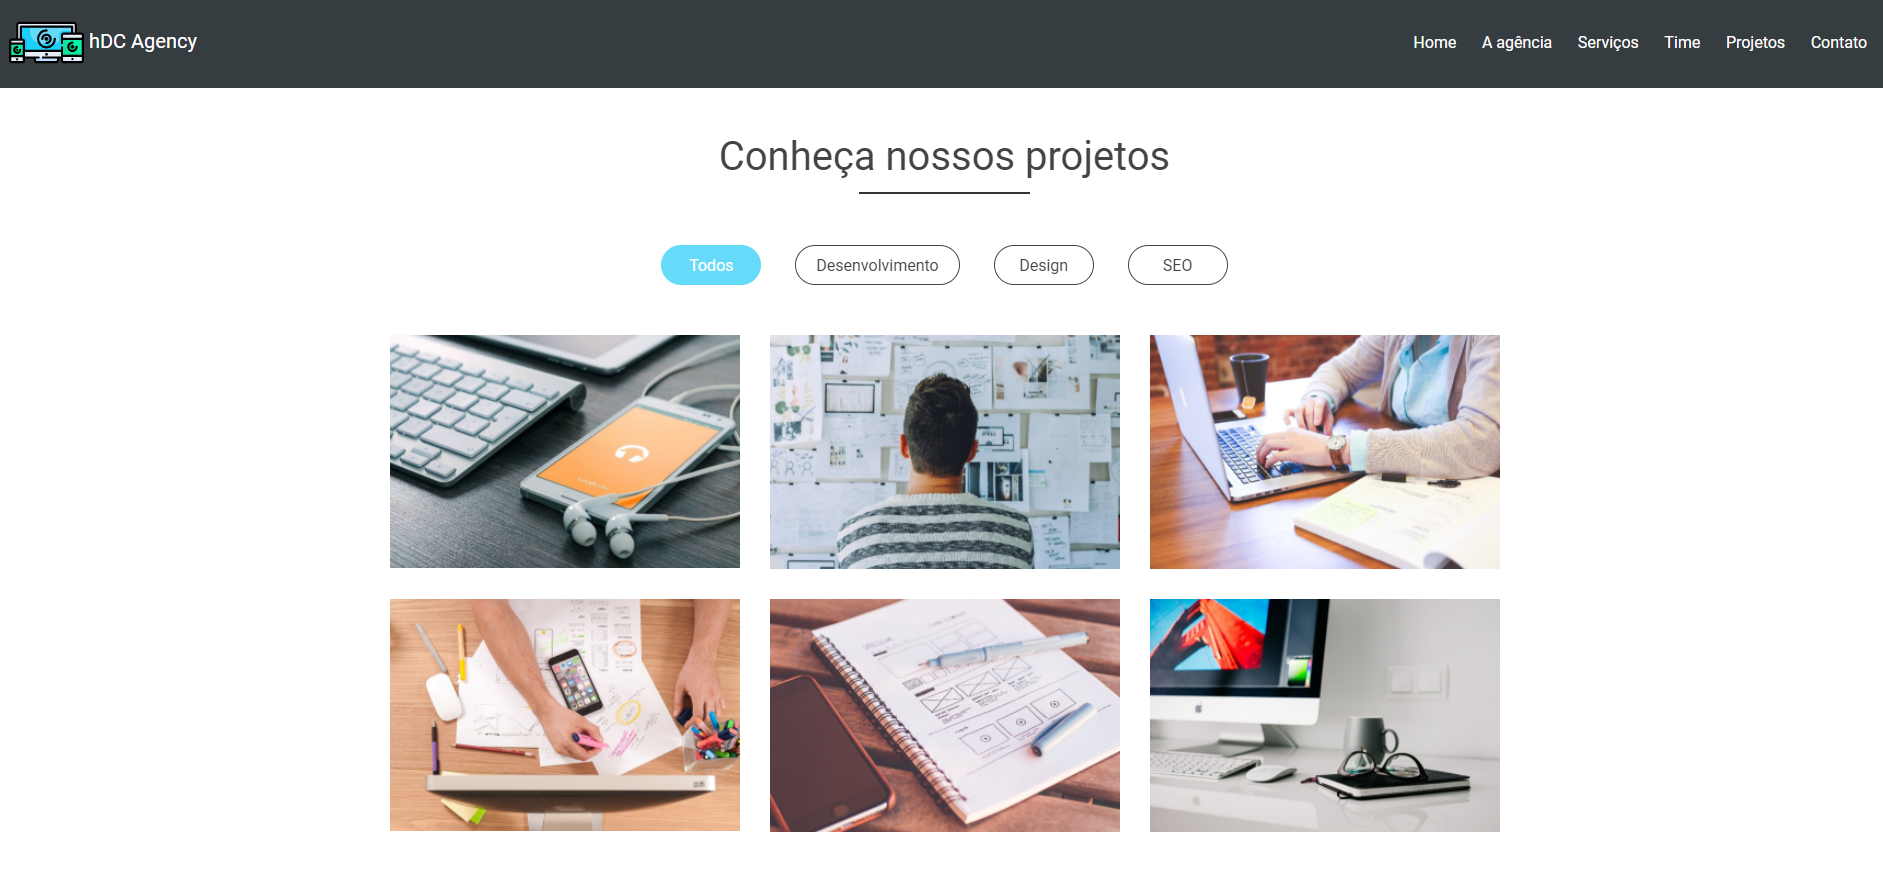 hDC Agency
Home A agência Serviços Time Projetos Contato
Conheça nossos projetos
Todos Desenvolvimento Design SEO